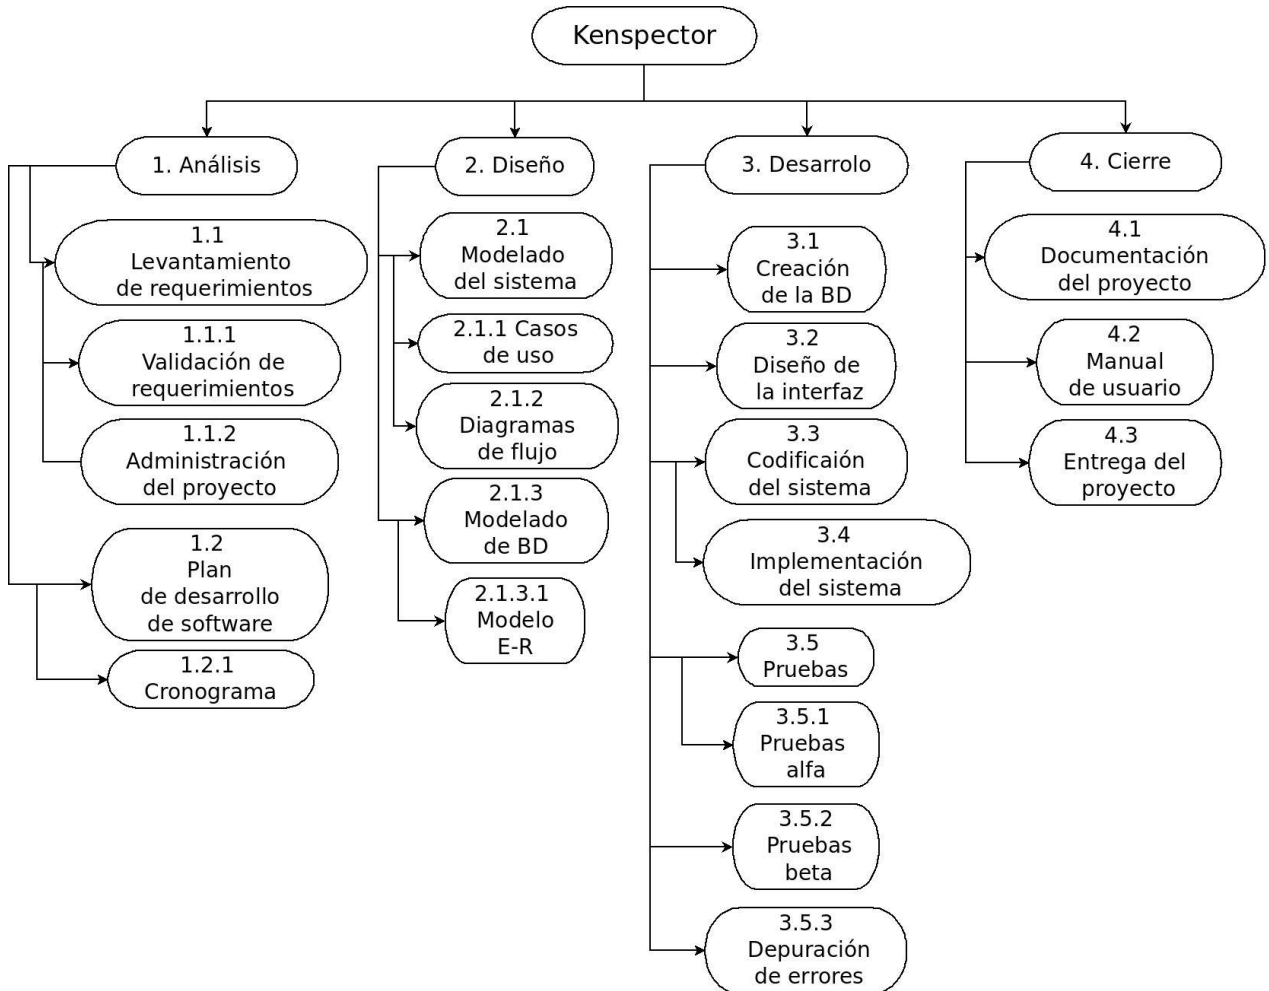 Kenspector
1. Análisis
1.1
Levantamiento
de requerimientos
1.1.1
Validación de
requerimientos
1.1.2
Administración
del proyecto
1.2
Plan
de desarrollo
de software
1.2.1
Cronograma
2. Diseño
2.1
Modelado
del sistema
2.1.1 Casos
de uso
2.1.2
Diagramas
de flujo
2.1.3
Modelado
de BD
2.1.3.1
Modelo
E-R
3. Desarrolo
3.1
Creación
de la BD
3.2
Diseño de
la interfaz
3.3
Codificaión
del sistema
3.4
Implementación
del sistema
3.5
Pruebas
3.5.1
Pruebas
alfa
3.5.2
Pruebas
beta
3.5.3
Depuración
de errores
4. Cierre
4.1
Documentación
del proyecto
4.2
Manual
de usuario
4.3
Entrega del
proyecto